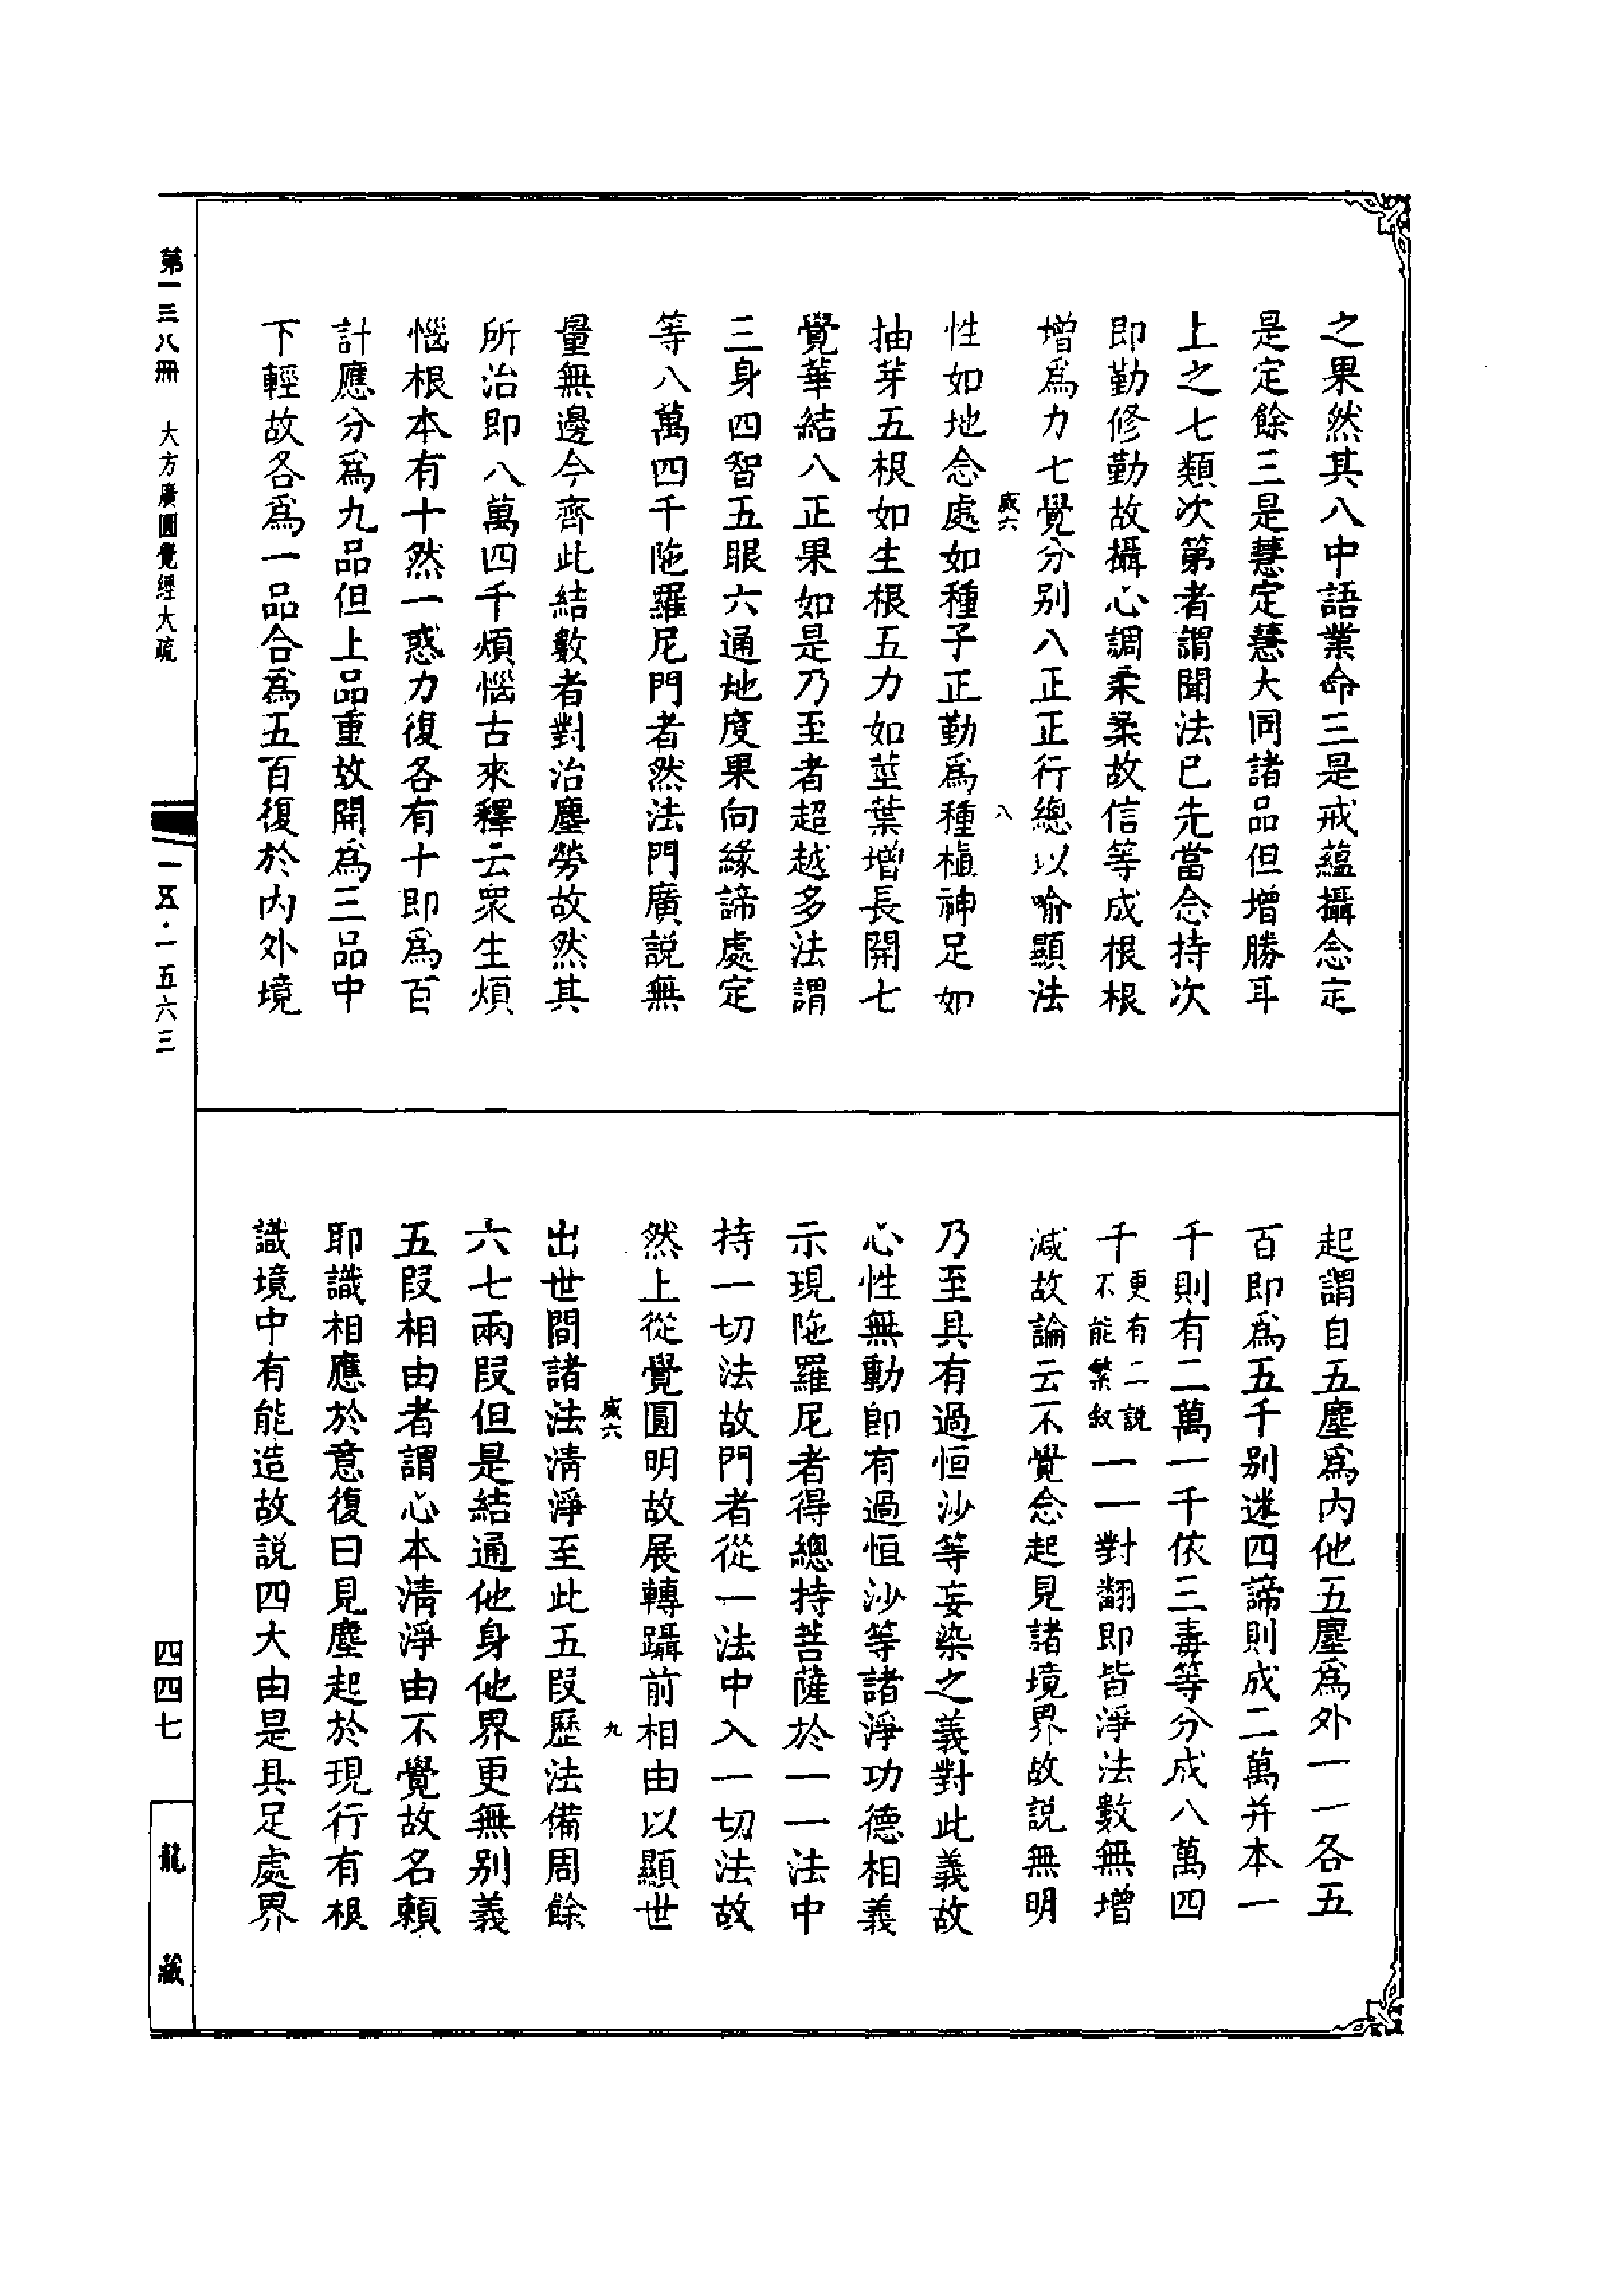 之果然其八中語業命三是戒蘊攝念定
是定餘三是慧定慧大同諸品但增勝耳
上之七類次第者謂聞法已先當念持次
即勤修勤故攝心調柔柔故信等成根根
增為力七覺分別八正正行總以喻顯法
八
性如地念處如種子正勤為種植神足如
抽芽五根如生根五力如莖葉增長開七
覺華結八正果如是乃至者超越多法謂
三身四智五眼六通地度果向緣諦處定
等八萬四千陁羅尼門者然法門廣說無
量無邊今齊此結數者對治塵勞故然其
所治即八萬四千煩惱古來釋云衆生煩
惱根本有十然一惑力復各有十即為百
計應分為九品但上品重故開為三品中
下輕故各為一品合為五百復於內外境
起謂自五塵為內他五塵為外一一各五
百即為五千別迷四諦則成二萬并本一
千則有二萬一千依三毒等分成八萬四
千更有二說不能繁叙一一對翻即皆淨法數無增
減故論云不覺念起見諸境界故說無明
乃至具有過恒沙等妄染之義對此義故
心性無動即有過恒沙等諸淨功德相義
示現陁羅尼者得總持菩薩於一一法中
持一切法故門者從一法中入一切法故
然上從覺圓明故展轉躡前相由以顯世
九
出世間諸法清淨至此五段歷法備周餘
六七兩段但是結通他身他界更無別義
五段相由者謂心本清淨由不覺故名賴
耶識相應於意復曰見塵起於現行有根
識境中有能造故說四大由是具足處界
第一三八冊 大方廣圓覺經大疏
一五·一五六三
四四七
龍藏